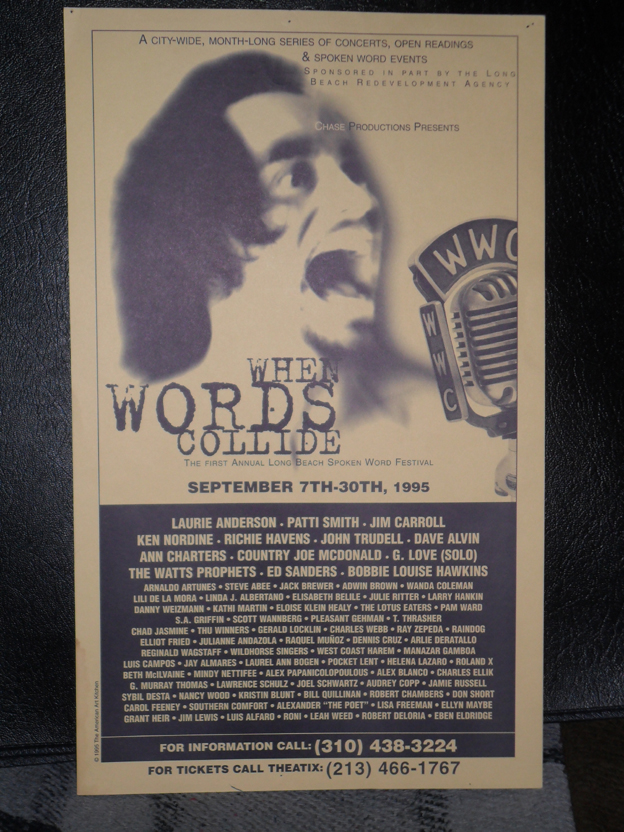 A CITY-WIDE, MONTH-LONG SERIES OF CONCERTS, OPEN READINGS
& SPOKEN WORD EVENTS
SPONSORED IN PART BY THE LONG
BEACH REDEVELOPMENT AGENCY
CHASE PRODUCTIONS PRESENTS
WWC
WWC
WHEN
WORDS
COLLIDE
THE FIRST ANNUAL LONG BEACH SPOKEN WORD FESTIVAL
SEPTEMBER 7TH-30TH, 1995
LAURIE ANDERSON · PATTI SMITH · JIM CARROLL
KEN NORDINE · RICHIE HAVENS · JOHN TRUDELL · DAVE ALVIN
ANN CHARTERS · COUNTRY JOE MCDONALD · G. LOVE (SOLO)
THE WATTS PROPHETS · ED SANDERS · BOBBIE LOUISE HAWKINS
ARNALDO ARTUNES • STEVE ABEE • JACK BREWER • ADWIN BROWN • WANDA COLEMAN
LILI DE LA MORA • LINDA J. ALBERTANO • ELISABETH BELILE • JULIE RITTER • LARRY HANKIN
DANNY WEIZMANN • KATHI MARTIN • ELOISE KLEIN HEALY • THE LOTUS EATERS • PAM WARD
S.A. GRIFFIN • SCOTT WANNBERG • PLEASANT GEHMAN • T. THRASHER
CHAD JASMINE • THU WINNERS • GERALD LOCKLIN • CHARLES WEBB • RAY ZEPEDA • RAINDOG
ELLIOT FRIED • JULIANNE ANDAZOLA • RAQUEL MUÑOZ • DENNIS CRUZ • ARLIE DERATALLO
REGINALD WAGSTAFF • WILDHORSE SINGERS • WEST COAST HAREM • MANAZAR GAMBOA
LUIS CAMPOS • JAY ALMARES • LAUREL ANN BOGEN • POCKET LENT • HELENA LAZARO • ROLAND X
BETH McILVAINE • MINDY NETTIFEE • ALEX PAPANICOLOPOULOUS • ALEX BLANCO • CHARLES ELLIK
G. MURRAY THOMAS • LAWRENCE SCHULZ • JOEL SCHWARTZ • AUDREY COPP • JAMIE RUSSELL
SYBIL DESTA • NANCY WOOD • KRISTIN BLUNT • BILL QUILLINAN • ROBERT CHAMBERS • DON SHORT
CAROL FEENEY • SOUTHERN COMFORT • ALEXANDER "THE POET" • LISA FREEMAN • ELLYN MAYBE
GRANT HEIR • JIM LEWIS • LUIS ALFARO • RONI • LEAH WEED • ROBERT DELORIA • EBEN ELDRIDGE
FOR INFORMATION CALL: (310) 438-3224
FOR TICKETS CALL THEATIX: (213) 466-1767
© 1995 The American Art Kitchen